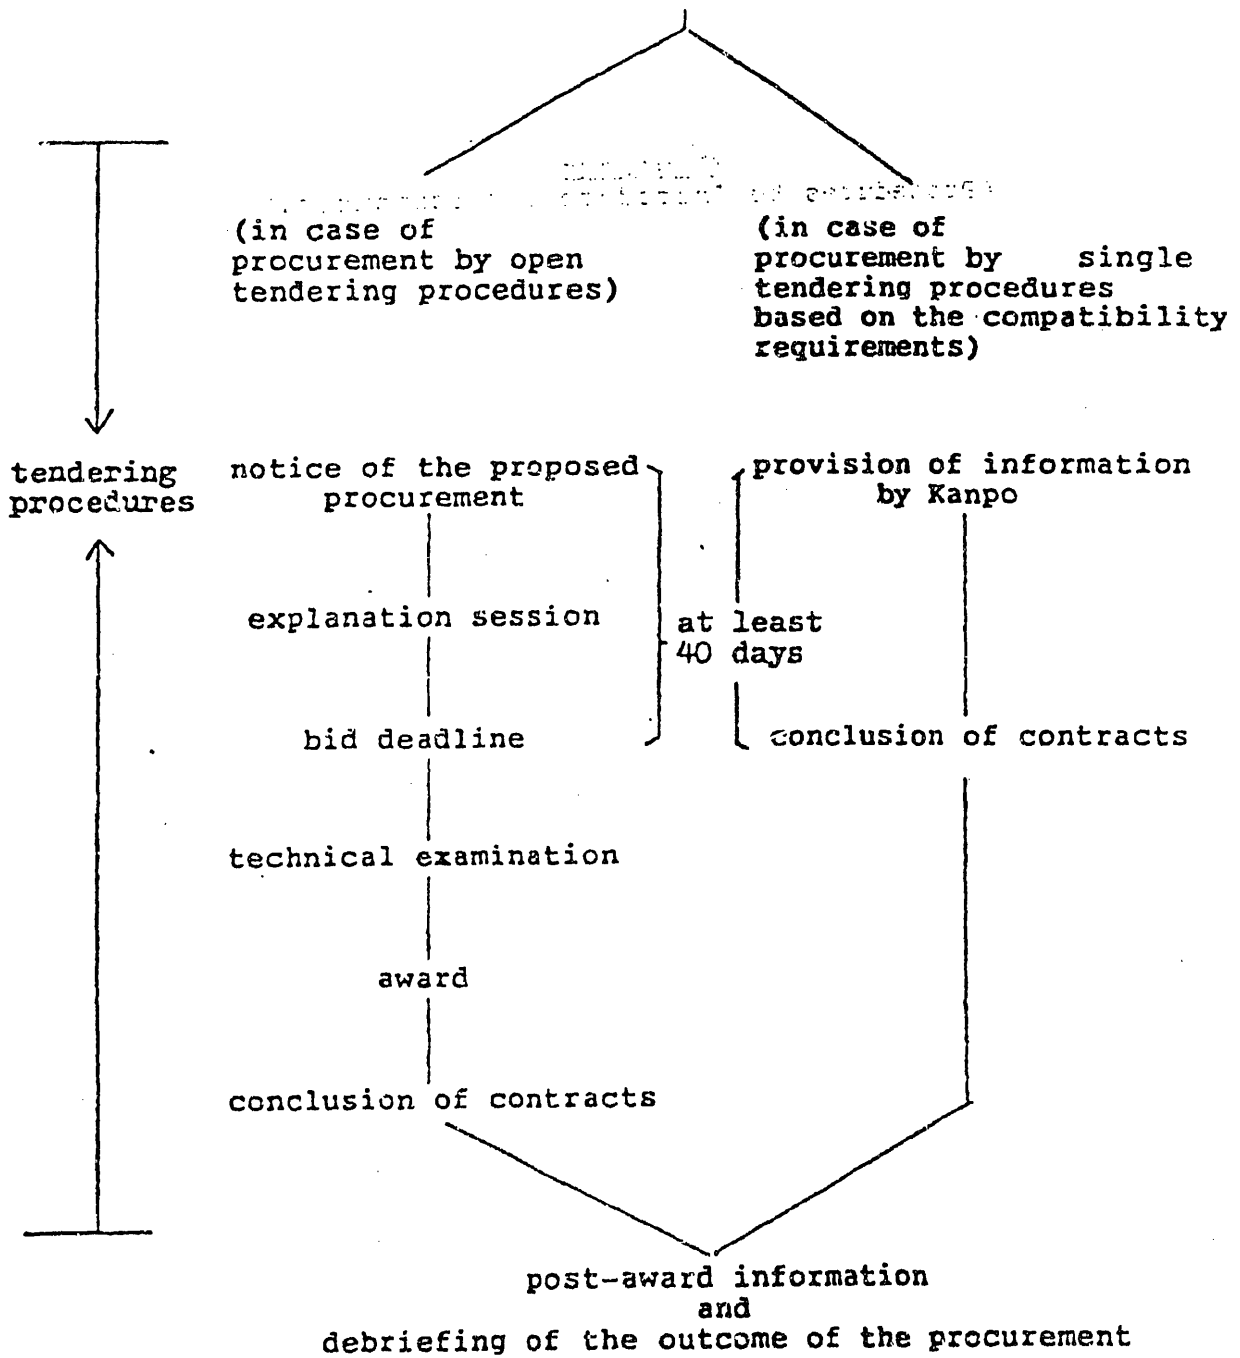 (in case of
procurement by open
tendering procedures)
(in case of
procurement by single
tendering procedures
based on the compatibility
requirements)
tendering
procedures
notice of the proposed
procurement
explanation session
bid deadline
technical examination
award
conclusion of contracts
at least
40 days
provision of information
by Kanpo
conclusion of contracts
post-award information
and
debriefing of the outcome of the procurement